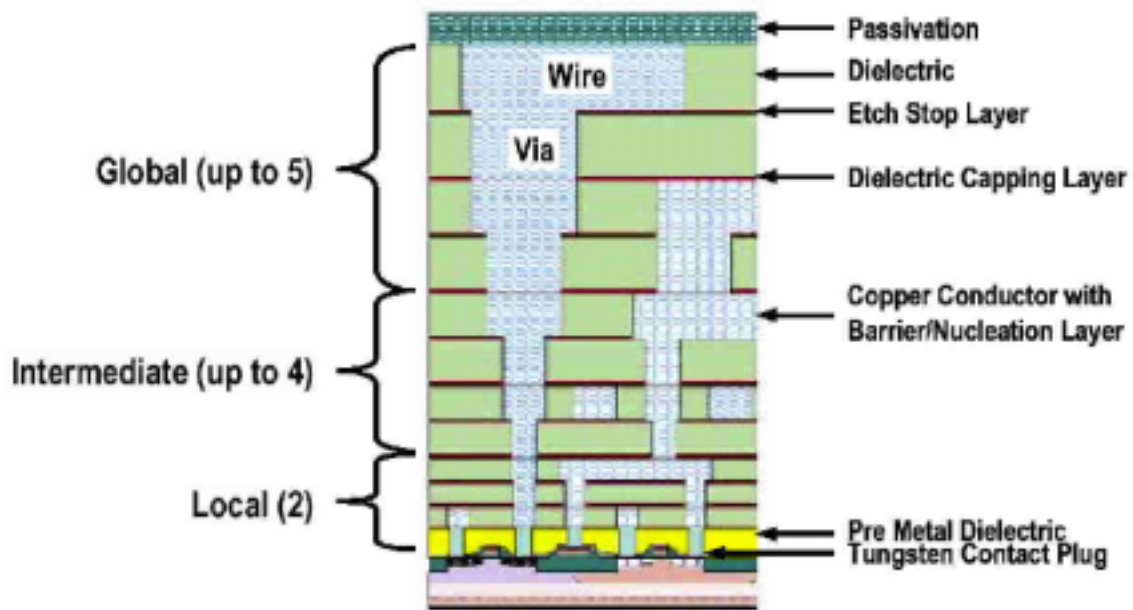 Passivation
Wire
Dielectric
Etch Stop Layer
Via
Global (up to 5)
Dielectric Capping Layer
Copper Conductor with
Barrier/Nucleation Layer
Intermediate (up to 4)
Local (2)
Pre Metal Dielectric
Tungsten Contact Plug